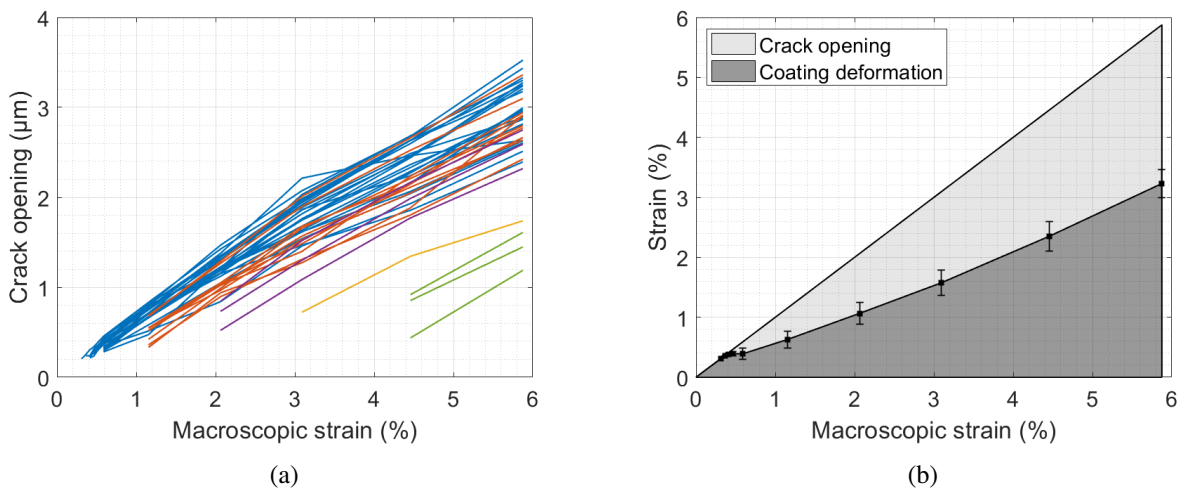 4
3
2
1
0
0 1 2 3 4 5 6
Crack opening (µm)
Macroscopic strain (%)
(a)
6
5
4
3
2
1
0
0 1 2 3 4 5 6
Strain (%)
Crack opening
Coating deformation
Macroscopic strain (%)
(b)